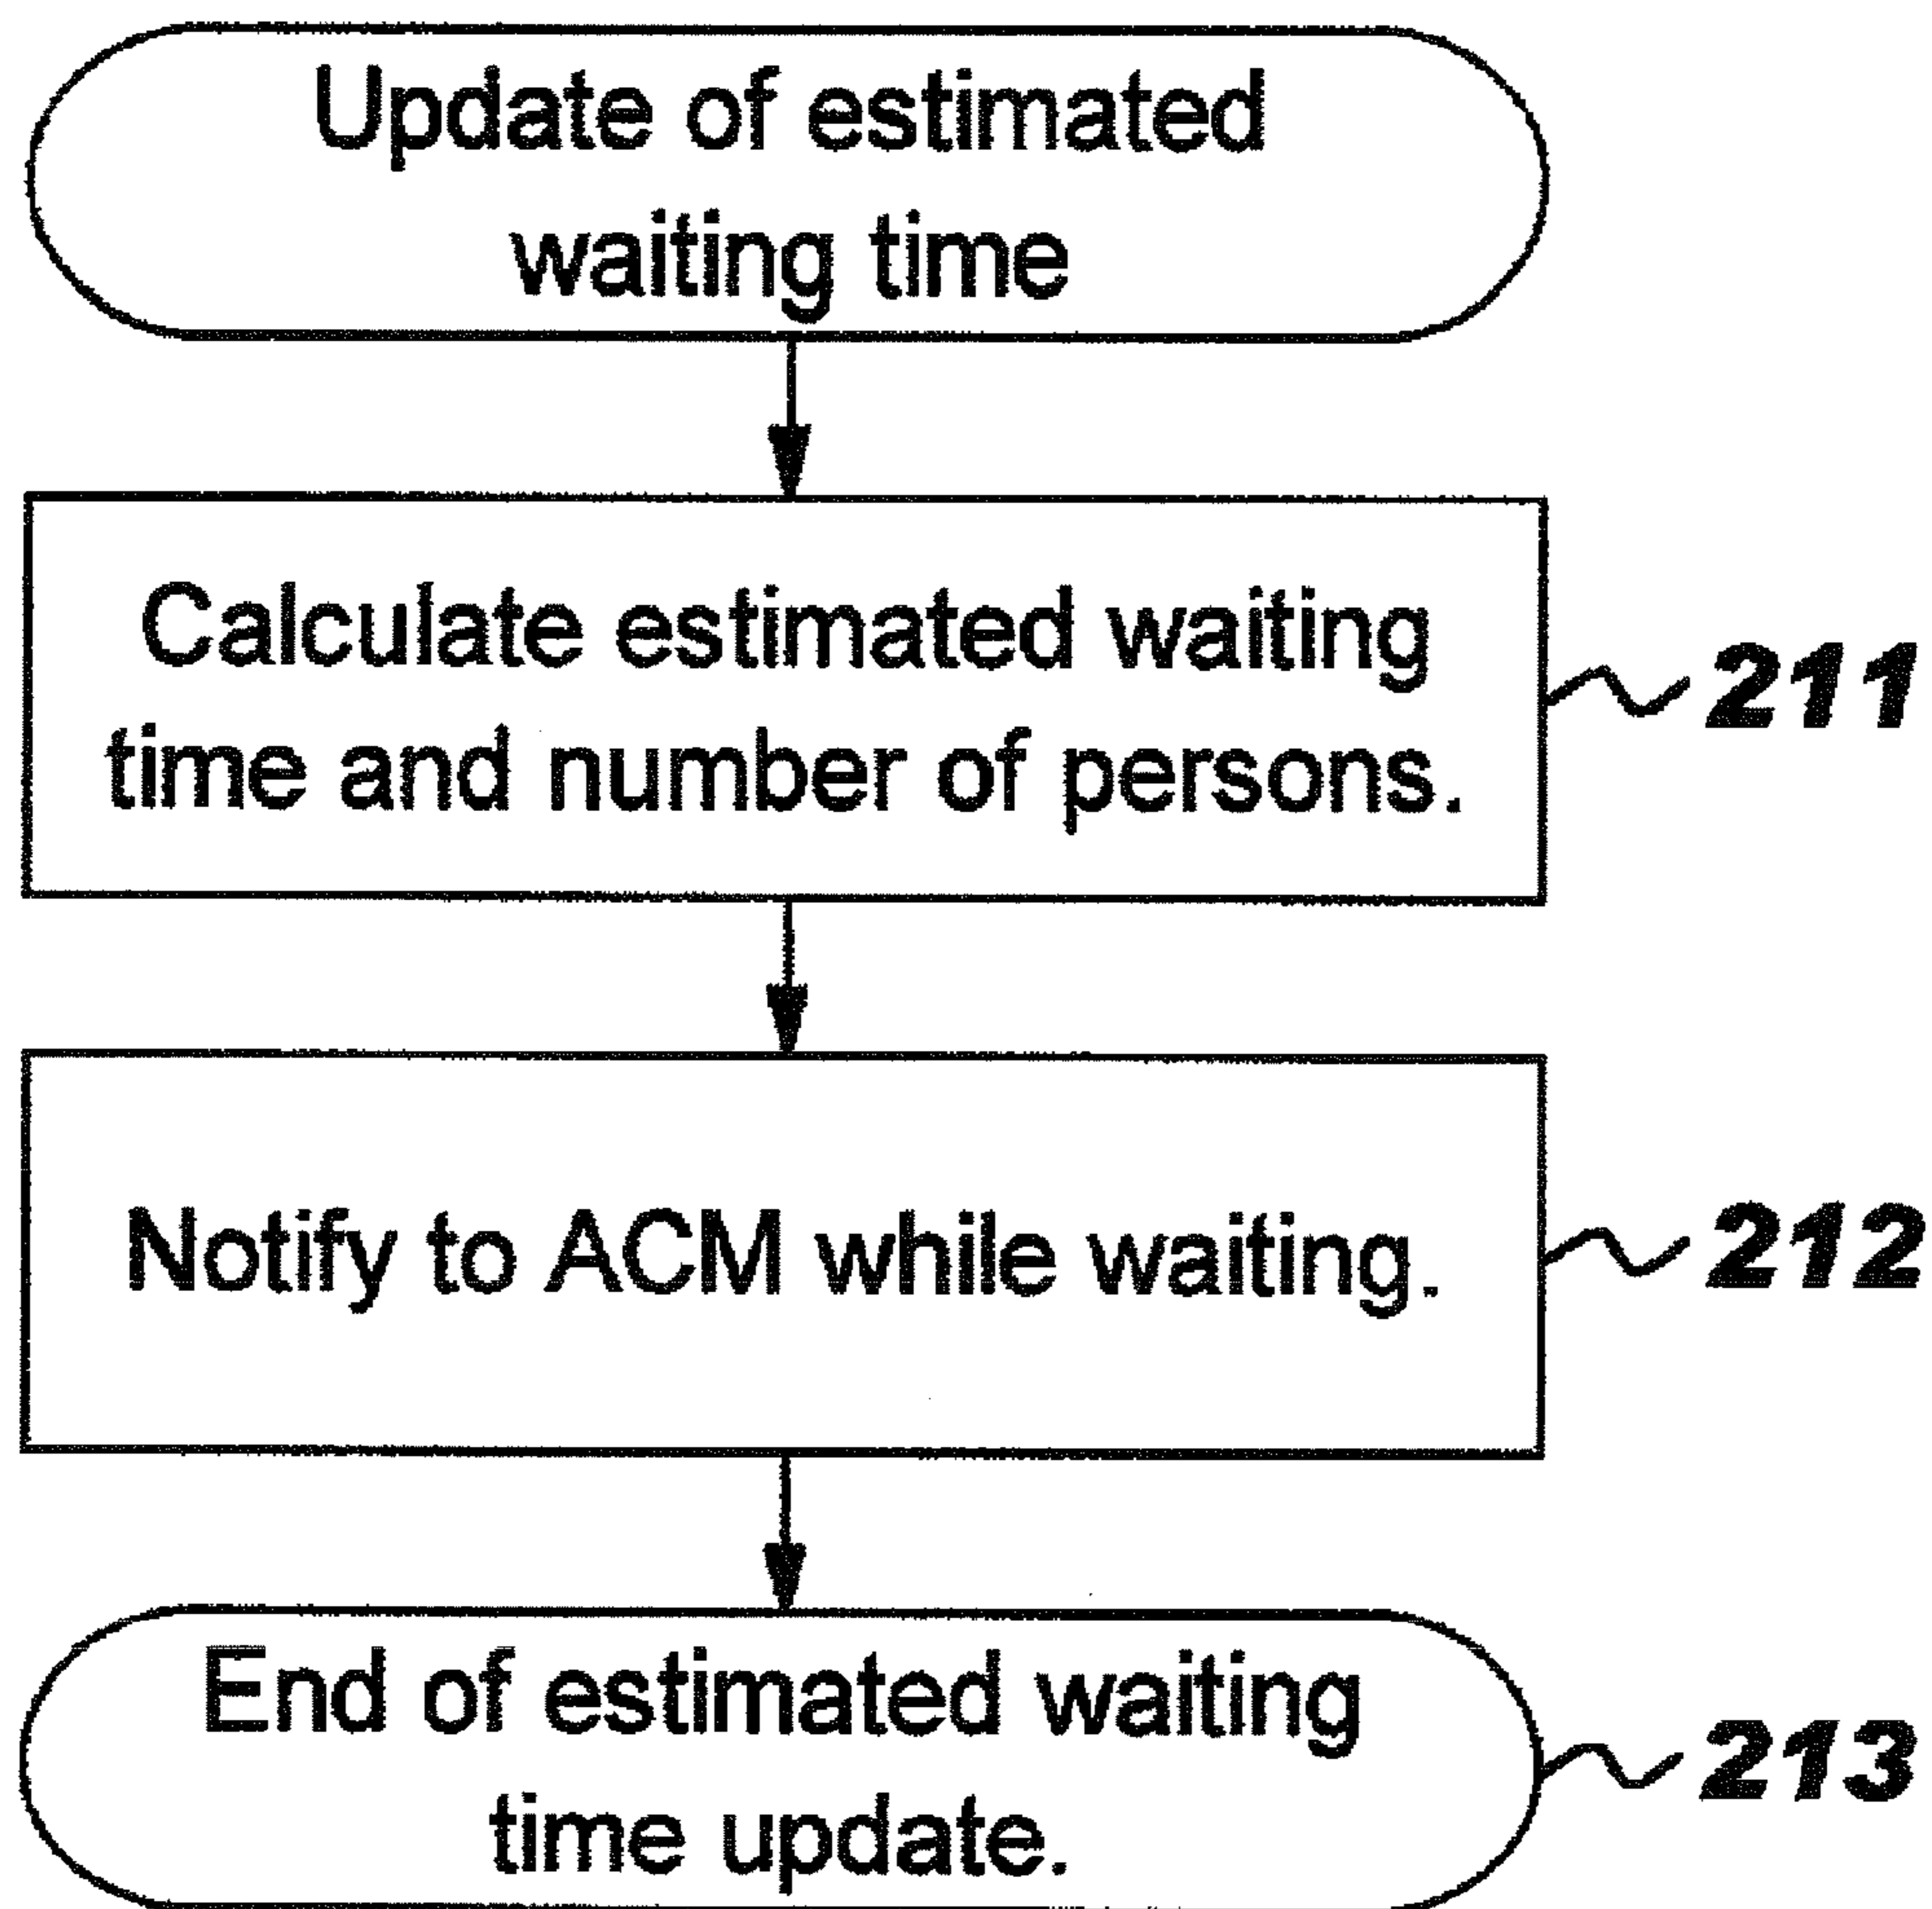 Update of estimated
waiting time
Calculate estimated waiting
time and number of persons.
211
Notify to ACM while waiting.
212
End of estimated waiting
time update.
213